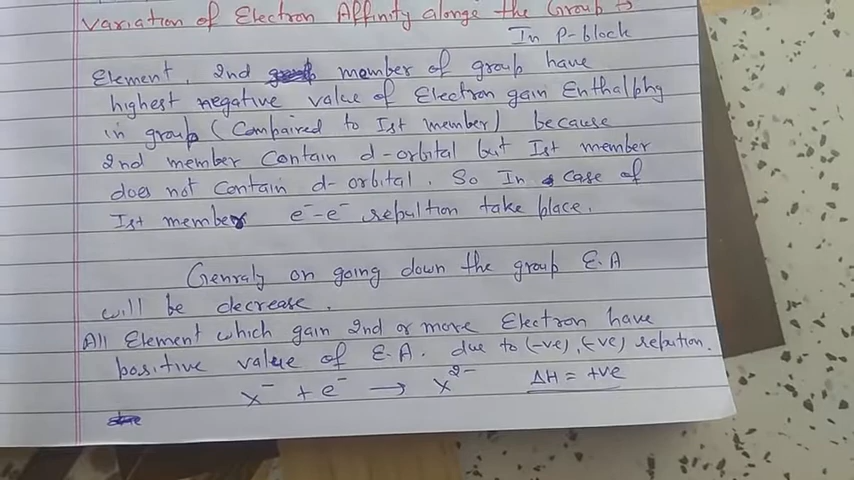 Variation of Electron Affinity alonge the Group →
In P-block
Element, 2nd member of group have
highest negative value of Electron gain Enthalphy
in group (Compaired to Ist member) because
2nd member Contain d-orbital but Ist member
does not Contain d-orbital. So In Case of
Ist member e⁻-e⁻ repultion take place.
Genraly on going down the group E.A
will be decrease.
All Element which gain 2nd or more Electron have
positive value of E.A. due to (-ve), (-ve) repution.
x⁻ + e⁻ → x²⁻ ΔH = +ve